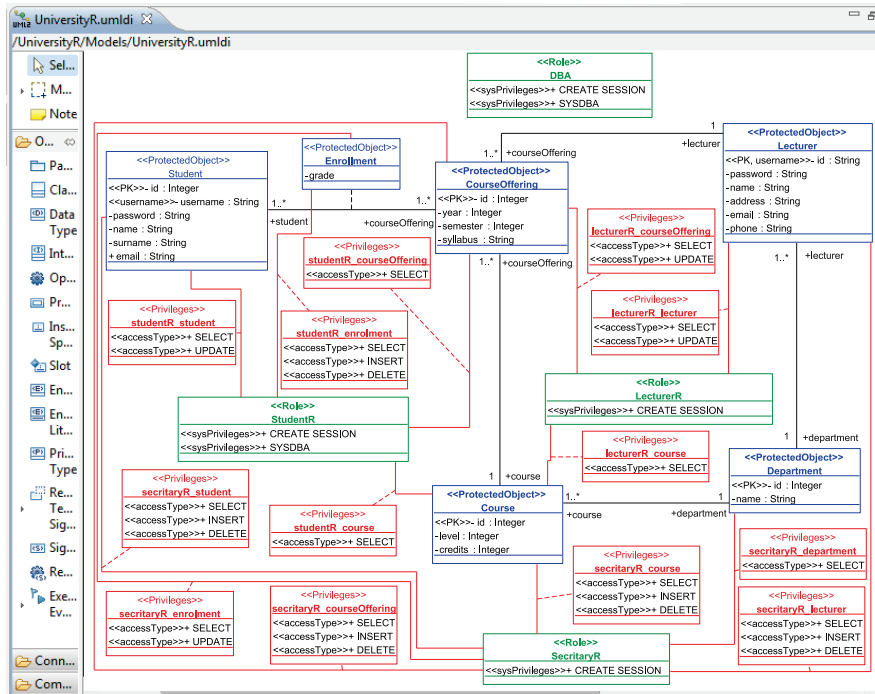 UniversityR.umldi
/UniversityR/Models/UniversityR.umldi
Sel...
M...
Note
O...
Pa...
Cla...
Data
Type
Int...
Op...
Pr...
Ins...
Sp...
Slot
En...
En...
Lit...
Pri...
Type
Re...
Te...
Sig...
Sig...
Re...
Exe...
Ev...
Conn...
Com...
<<Role>>
DBA
<<sysPrivileges>>+ CREATE SESSION
<<sysPrivileges>>+ SYSDBA
<<ProtectedObject>>
Student
<<PK>>- id : Integer
<<username>>- username : String
-password : String
-name : String
-surname : String
+ email : String
<<ProtectedObject>>
Enrollment
-grade
<<ProtectedObject>>
CourseOffering
<<PK>>- id : Integer
-year : Integer
-semester : Integer
-syllabus : String
<<ProtectedObject>>
Lecturer
<<PK, username>>- id : String
-password : String
-name : String
-address : String
-email : String
-phone : String
1..*
+student
1..*
+courseOffering
1..*
+courseOffering
1
+lecturer
1..*
+courseOffering
1..*
+lecturer
<<Privileges>>
studentR_courseOffering
<<accessType>>+ SELECT
<<Privileges>>
lecturerR_courseOffering
<<accessType>>+ SELECT
<<accessType>>+ UPDATE
<<Privileges>>
studentR_student
<<accessType>>+ SELECT
<<accessType>>+ UPDATE
<<Privileges>>
studentR_enrolment
<<accessType>>+ SELECT
<<accessType>>+ INSERT
<<accessType>>+ DELETE
<<Privileges>>
lecturerR_lecturer
<<accessType>>+ SELECT
<<accessType>>+ UPDATE
<<Role>>
StudentR
<<sysPrivileges>>+ CREATE SESSION
<<sysPrivileges>>+ SYSDBA
<<Role>>
LecturerR
<<sysPrivileges>>+ CREATE SESSION
<<Privileges>>
lecturerR_course
<<accessType>>+ SELECT
1
+department
1
+course
<<ProtectedObject>>
Department
<<PK>>- id : Integer
-name : String
<<ProtectedObject>>
Course
<<PK>>- id : Integer
-level : Integer
-credits : Integer
1..*
+course
1
+department
<<Privileges>>
secritaryR_student
<<accessType>>+ SELECT
<<accessType>>+ INSERT
<<accessType>>+ DELETE
<<Privileges>>
studentR_course
<<accessType>>+ SELECT
<<Privileges>>
secritaryR_department
<<accessType>>+ SELECT
<<Privileges>>
secritaryR_course
<<accessType>>+ SELECT
<<accessType>>+ INSERT
<<accessType>>+ DELETE
<<Privileges>>
secritaryR_enrolment
<<accessType>>+ SELECT
<<accessType>>+ UPDATE
<<Privileges>>
secritaryR_courseOffering
<<accessType>>+ SELECT
<<accessType>>+ INSERT
<<accessType>>+ DELETE
<<Privileges>>
secritaryR_lecturer
<<accessType>>+ SELECT
<<accessType>>+ INSERT
<<accessType>>+ DELETE
<<Role>>
SecritaryR
<<sysPrivileges>>+ CREATE SESSION